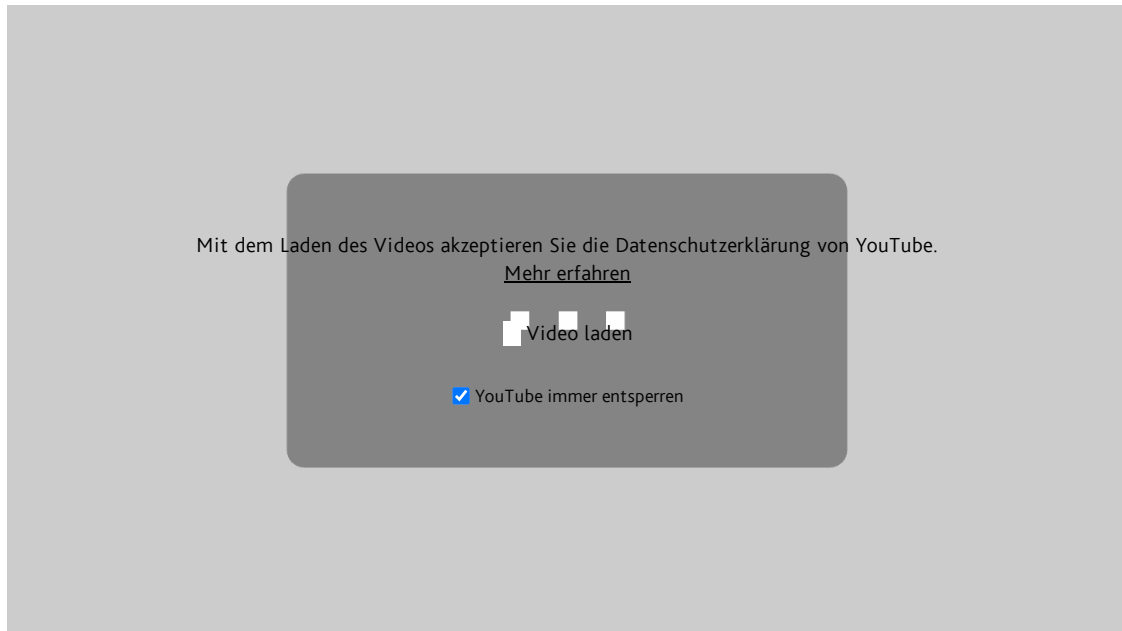 Mit dem Laden des Videos akzeptieren Sie die Datenschutzerklärung von YouTube.
Mehr erfahren
Video laden
YouTube immer entsperren